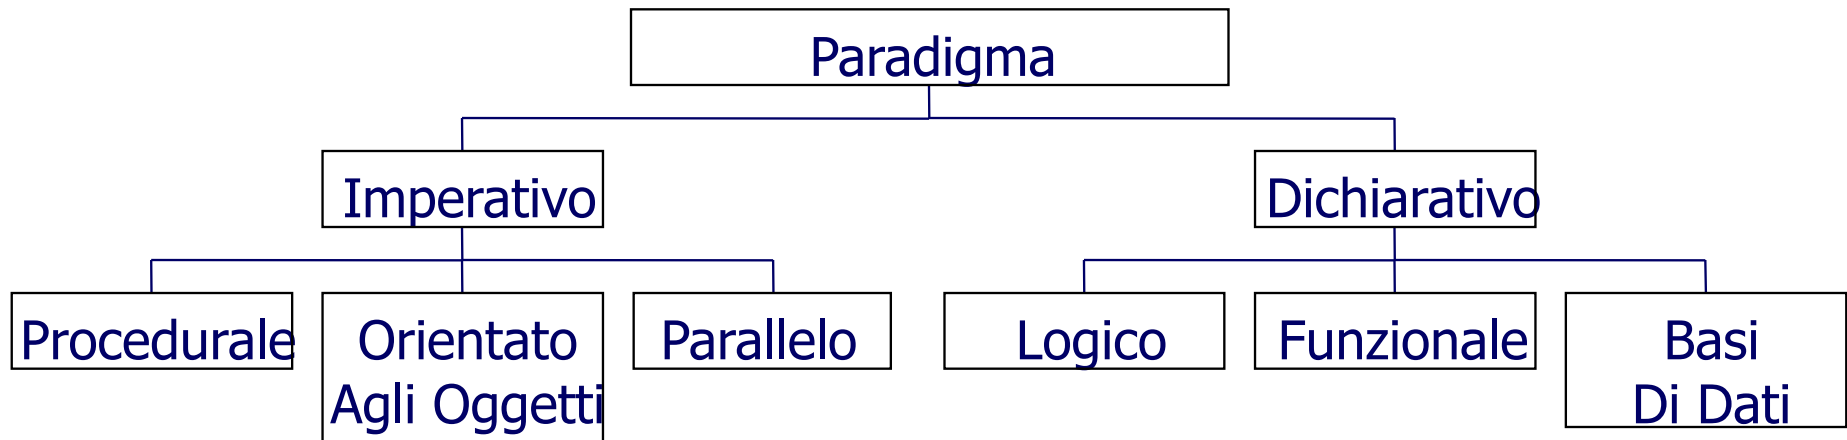 Paradigma
Imperativo
Dichiarativo
Procedurale
Orientato
Agli Oggetti
Parallelo
Logico
Funzionale
Basi
Di Dati